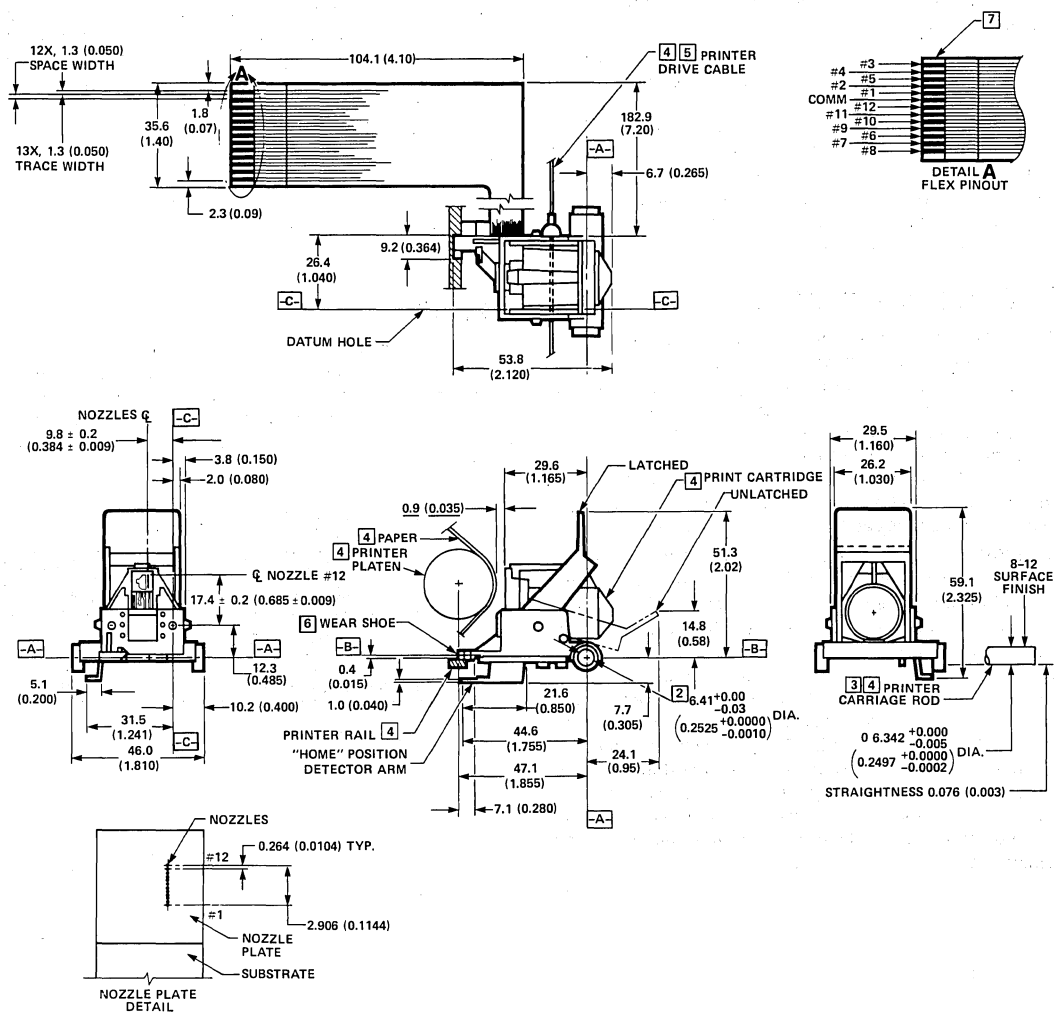 12X, 1.3 (0.050)
SPACE WIDTH
A
104.1 (4.10)
1.8
(0.07)
35.6
(1.40)
13X, 1.3 (0.050)
TRACE WIDTH
2.3 (0.09)
4 5 PRINTER
DRIVE CABLE
182.9
(7.20)
-A-
6.7 (0.265)
9.2 (0.364)
26.4
(1.040)
-C-
-C-
DATUM HOLE
53.8
(2.120)
7
#3
#4
#5
#2
#1
COMM
#12
#11
#10
#9
#6
#7
#8
DETAIL A
FLEX PINOUT
NOZZLES ℄
-C-
9.8 ± 0.2
(0.384 ± 0.009)
3.8 (0.150)
2.0 (0.080)
℄ NOZZLE #12
17.4 ± 0.2 (0.685 ± 0.009)
-A-
-A-
12.3
(0.485)
5.1
(0.200)
10.2 (0.400)
31.5
(1.241)
-C-
46.0
(1.810)
29.6
(1.165)
LATCHED
4 PRINT CARTRIDGE
UNLATCHED
0.9 (0.035)
4 PAPER
4 PRINTER
PLATEN
51.3
(2.02)
6 WEAR SHOE
14.8
(0.58)
-B-
-B-
0.4
(0.015)
1.0 (0.040)
21.6
(0.850)
7.7
(0.305)
2 6.41 +0.00
-0.03
(0.2525 +0.0000
-0.0010) DIA.
PRINTER RAIL 4
"HOME" POSITION
DETECTOR ARM
44.6
(1.755)
24.1
(0.95)
47.1
(1.855)
7.1 (0.280)
-A-
29.5
(1.160)
26.2
(1.030)
59.1
(2.325)
8-12
SURFACE
FINISH
3 4 PRINTER
CARRIAGE ROD
0 6.342 +0.000
-0.005
(0.2497 +0.0000
-0.0002) DIA.
STRAIGHTNESS 0.076 (0.003)
NOZZLES
#12
0.264 (0.0104) TYP.
#1
2.906 (0.1144)
NOZZLE
PLATE
SUBSTRATE
NOZZLE PLATE
DETAIL